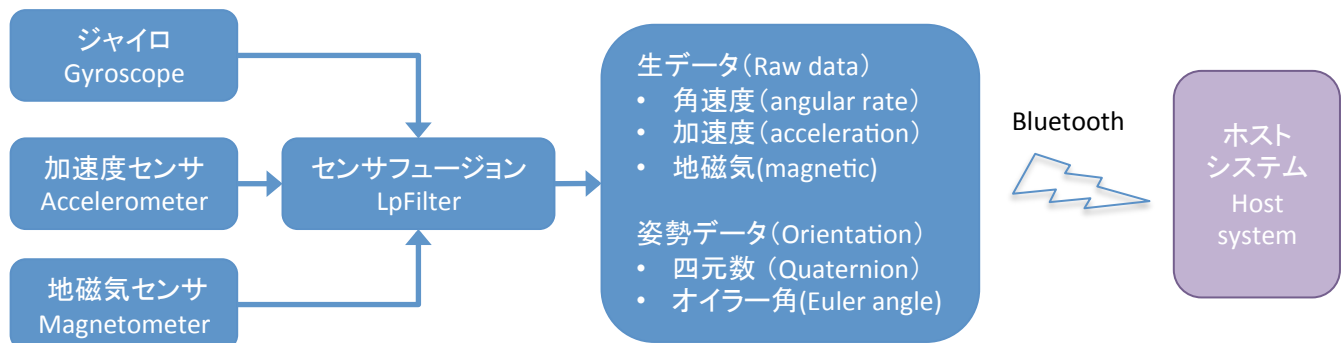 ジャイロ
Gyroscope
加速度センサ
Accelerometer
地磁気センサ
Magnetometer
センサフュージョン
LpFilter
生データ(Raw data)
• 角速度(angular rate)
• 加速度(acceleration)
• 地磁気(magnetic)
姿勢データ(Orientation)
• 四元数 (Quaternion)
• オイラー角(Euler angle)
Bluetooth
ホスト
システム
Host
system